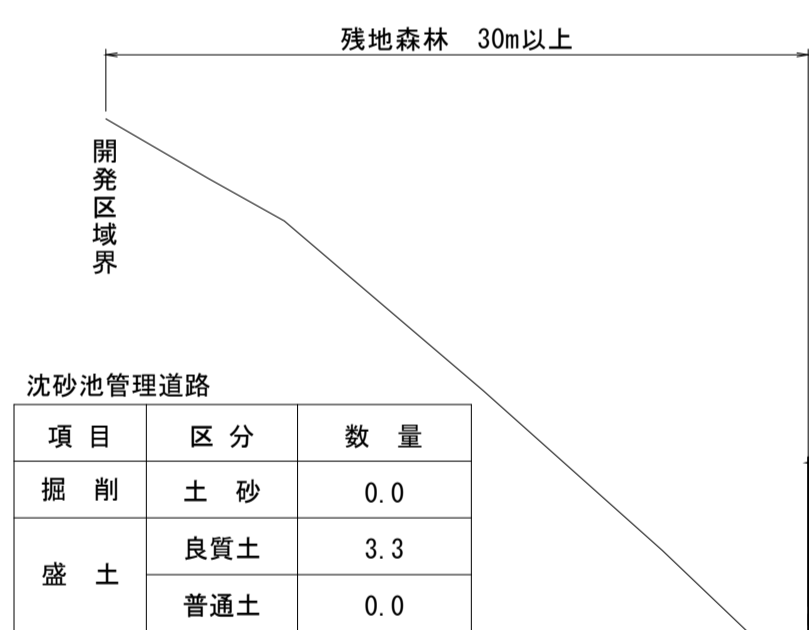 残地森林　30m以上
開発区域界
沈砂池管理道路
項 目　区 分　数　量
掘　削　土　砂　0.0
盛　土　良質土　3.3
普通土　0.0